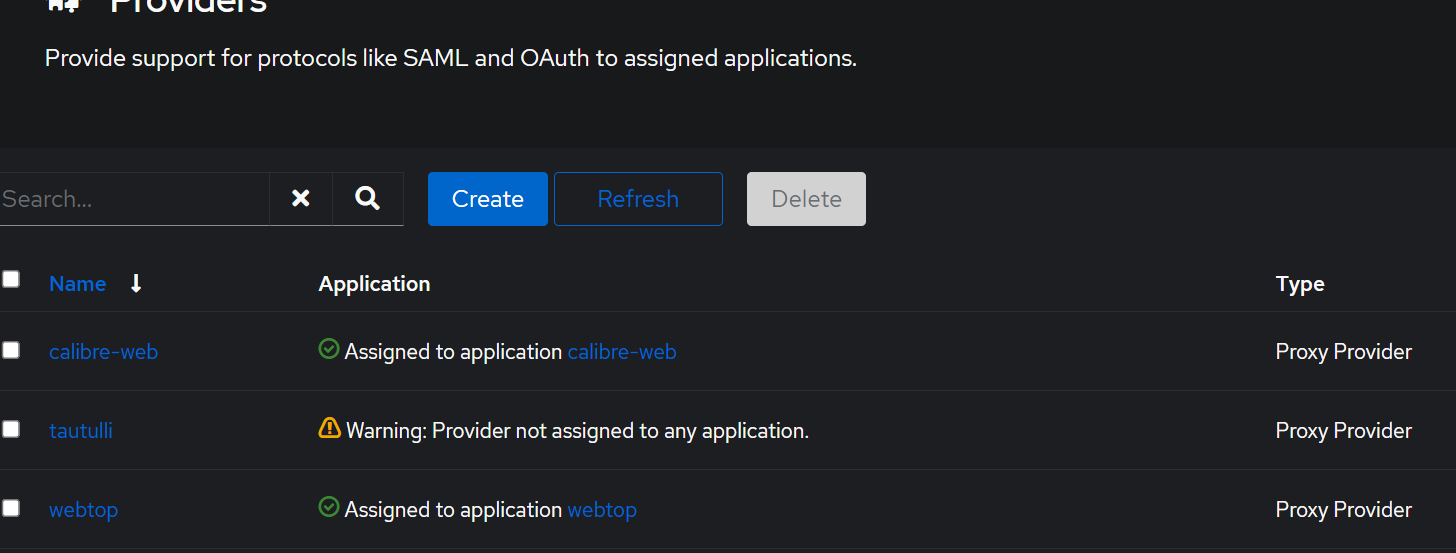 Providers
Provide support for protocols like SAML and OAuth to assigned applications.
Search... Create Refresh Delete
Name Application Type
calibre-web Assigned to application calibre-web Proxy Provider
tautulli Warning: Provider not assigned to any application. Proxy Provider
webtop Assigned to application webtop Proxy Provider